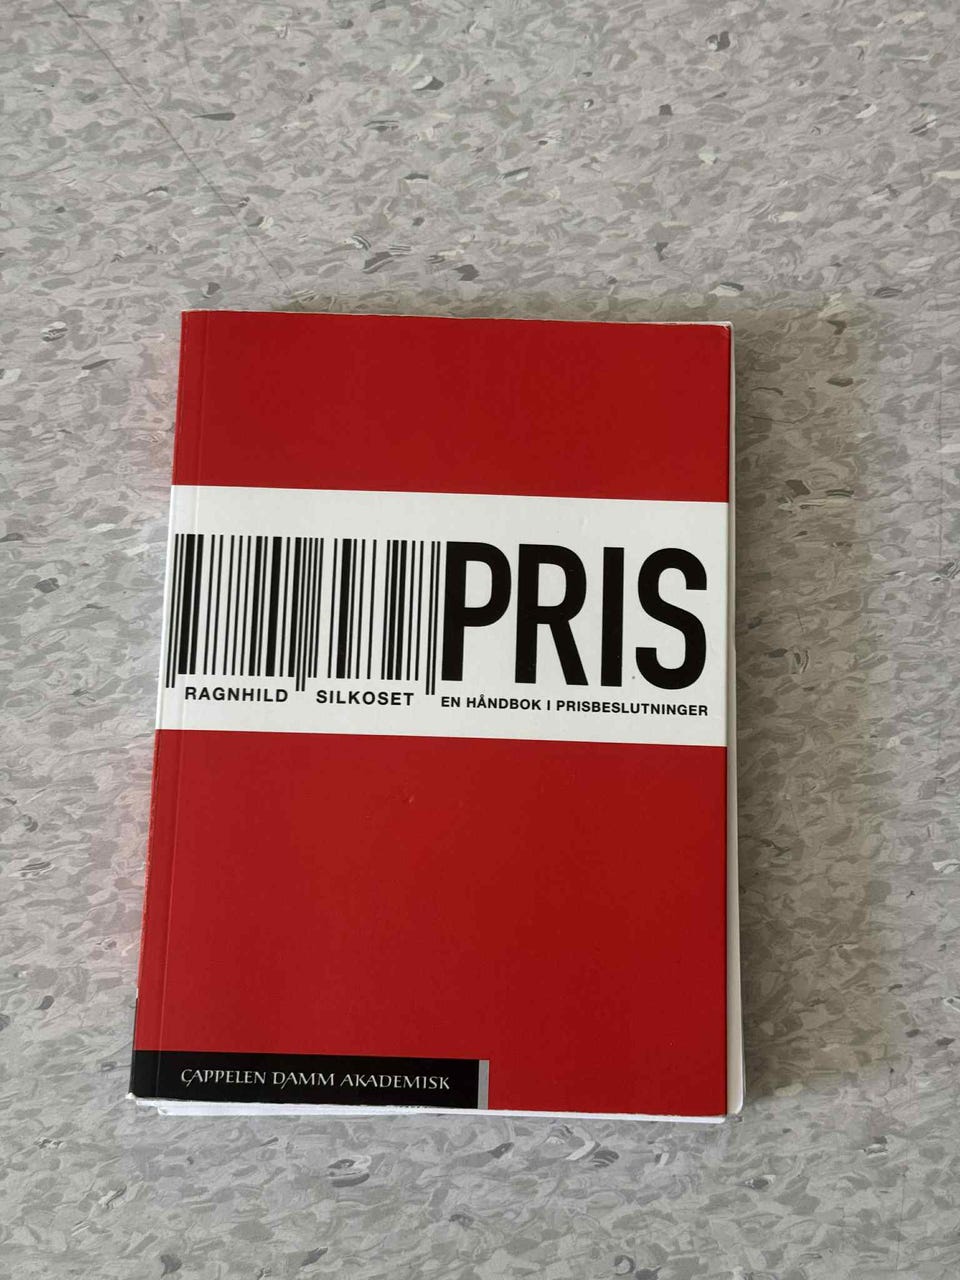 PRIS
RAGNHILD SILKOSET
EN HÅNDBOK I PRISBESLUTNINGER
CAPPELEN DAMM AKADEMISK